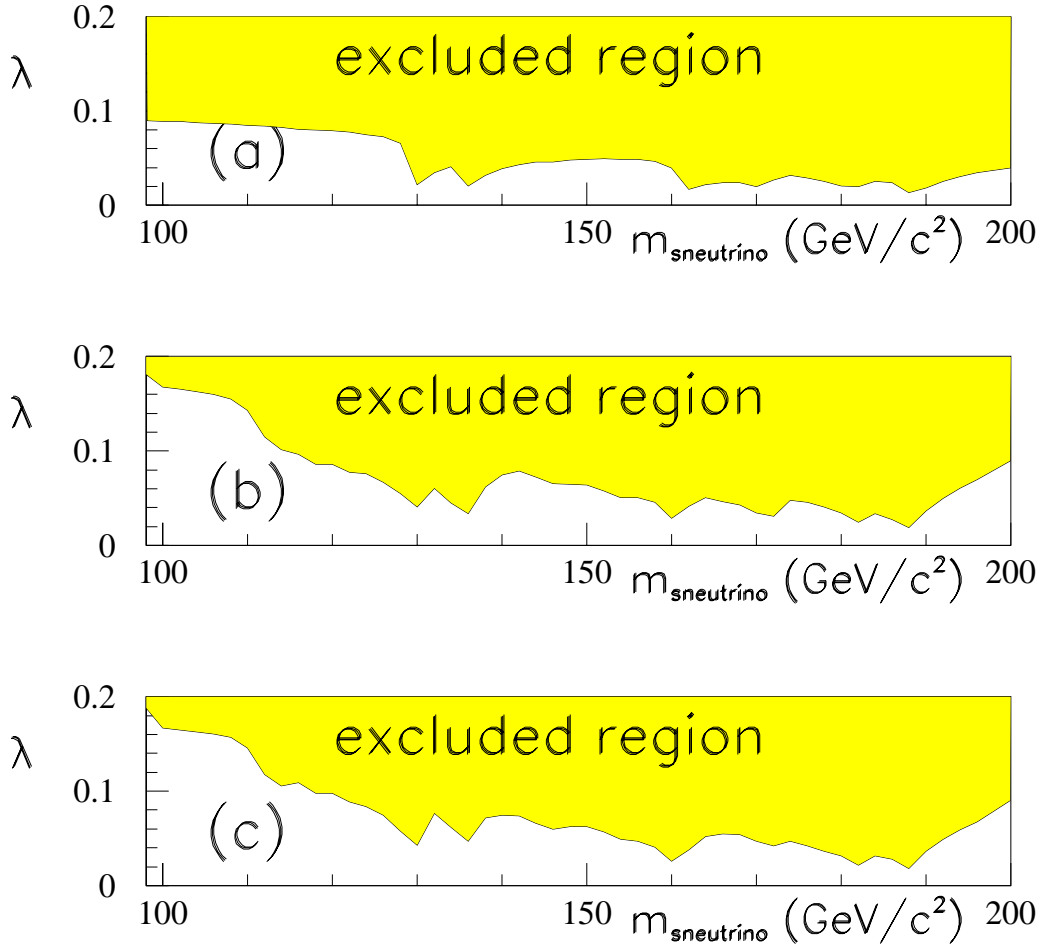 0.2
excluded region
λ
0.1
(a)
0
100 150 m_sneutrino (GeV/c²) 200
0.2
excluded region
λ
0.1
(b)
0
100 150 m_sneutrino (GeV/c²) 200
0.2
excluded region
λ
0.1
(c)
0
100 150 m_sneutrino (GeV/c²) 200